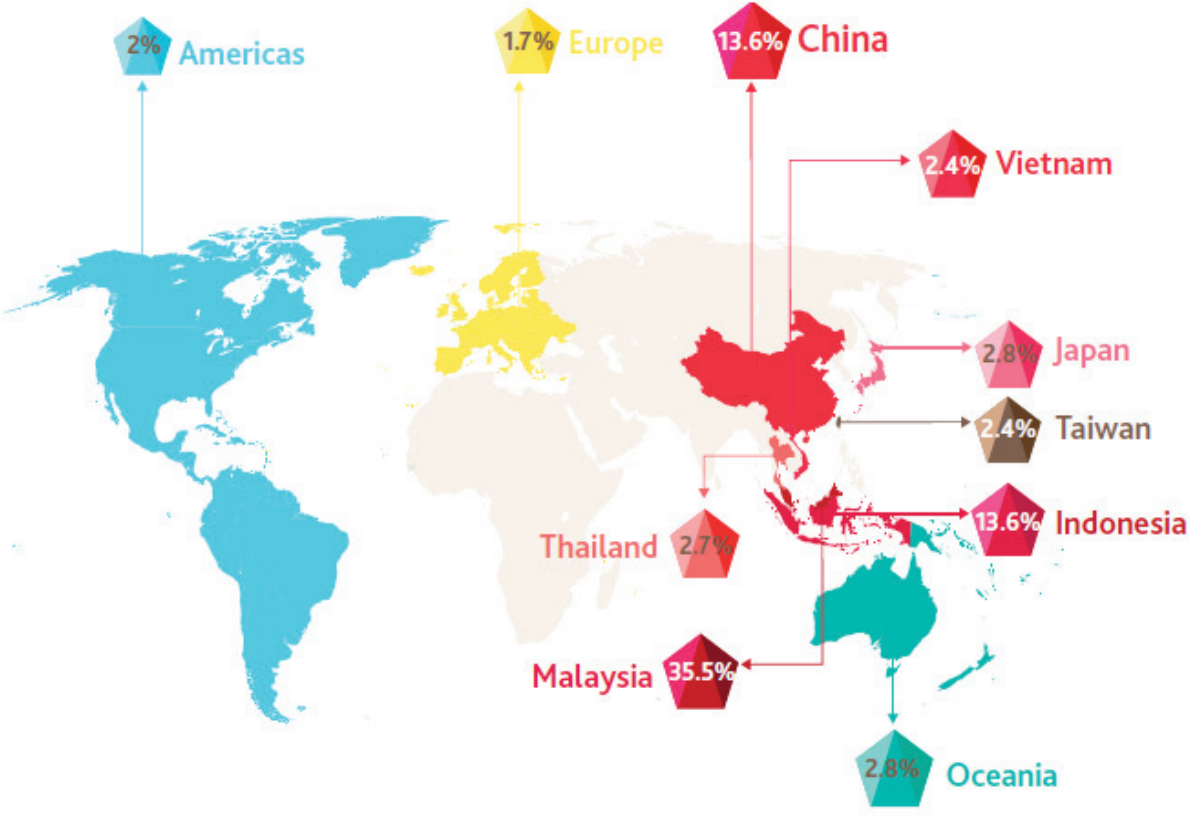 2% Americas
1.7% Europe
13.6% China
2.4% Vietnam
2.8% Japan
2.4% Taiwan
13.6% Indonesia
Thailand 2.7%
Malaysia 35.5%
2.8% Oceania